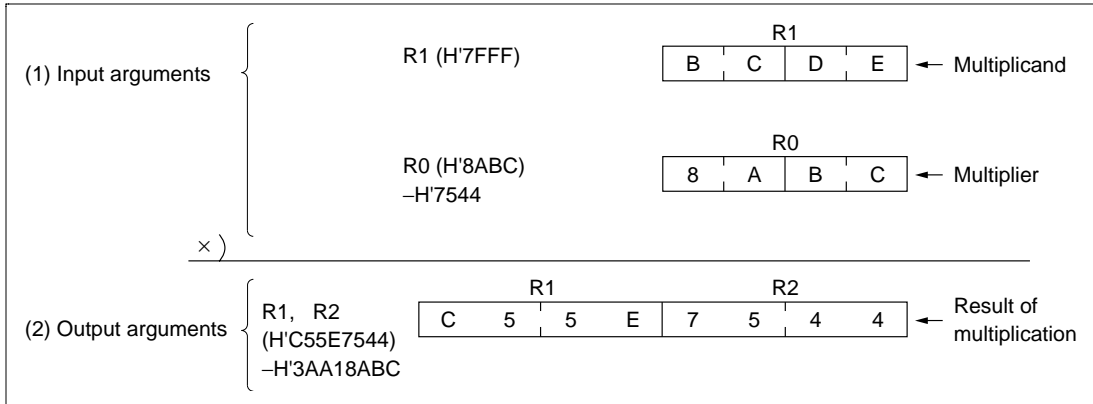 (1) Input arguments
R1 (H'7FFF)
R1
B C D E
Multiplicand
R0 (H'8ABC)
–H'7544
R0
8 A B C
Multiplier
× )
(2) Output arguments
R1, R2
(H'C55E7544)
–H'3AA18ABC
R1 R2
C 5 5 E 7 5 4 4
Result of
multiplication